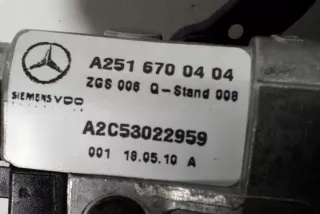 A251 670 04 04
ZGS 006 Q-Stand 008
SIEMENS VDO
A2C53022959
001 18.05.10 A